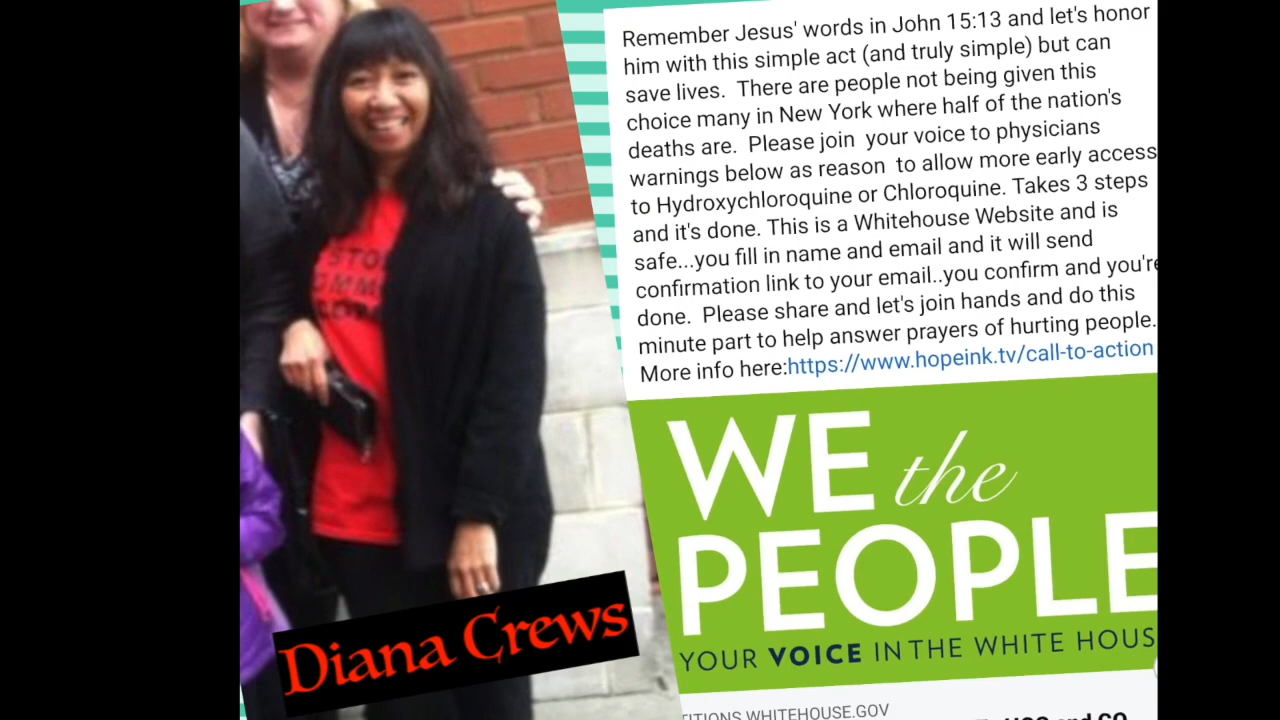 STO
OMM
Diana Crews
Remember Jesus' words in John 15:13 and let's honor
him with this simple act (and truly simple) but can
save lives.  There are people not being given this
choice many in New York where half of the nation's
deaths are.  Please join  your voice to physicians
warnings below as reason  to allow more early access
to Hydroxychloroquine or Chloroquine. Takes 3 steps
and it's done. This is a Whitehouse Website and is
safe...you fill in name and email and it will send
confirmation link to your email..you confirm and you're
done.  Please share and let's join hands and do this
minute part to help answer prayers of hurting people.
More info here:https://www.hopeink.tv/call-to-action
WE the
PEOPLE
YOUR VOICE IN THE WHITE HOUS
TITIONS.WHITEHOUSE.GOV